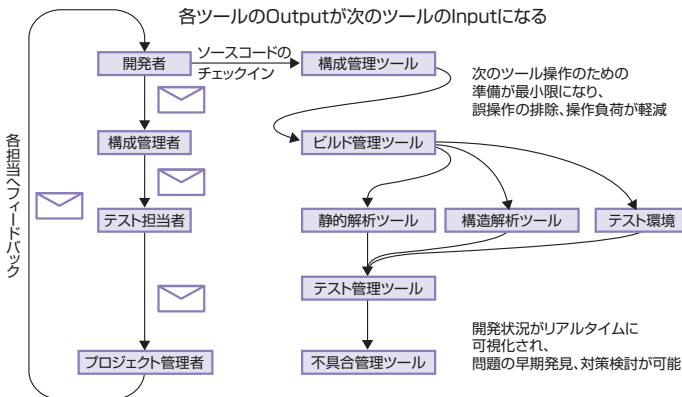 各ツールのOutputが次のツールのInputになる
開発者
ソースコードの
チェックイン
構成管理ツール
次のツール操作のための
準備が最小限になり、
誤操作の排除、操作負荷が軽減
構成管理者
ビルド管理ツール
各担当へフィードバック
テスト担当者
静的解析ツール
構造解析ツール
テスト環境
テスト管理ツール
開発状況がリアルタイムに
可視化され、
問題の早期発見、対策検討が可能
プロジェクト管理者
不具合管理ツール